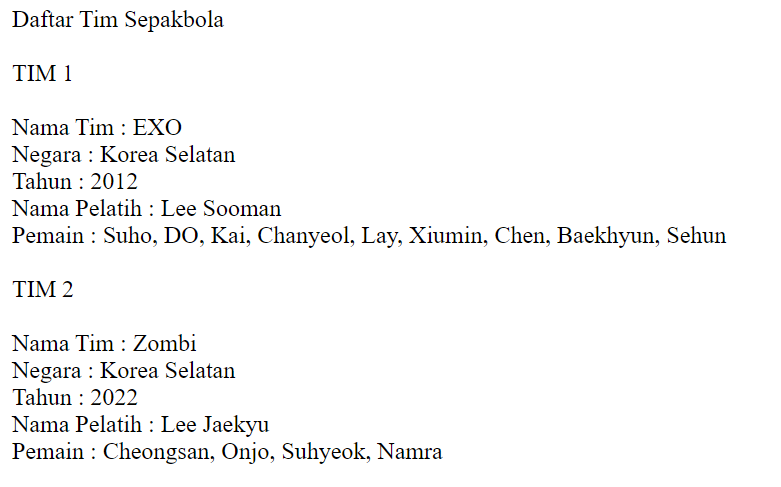 Daftar Tim Sepakbola
TIM 1
Nama Tim : EXO
Negara : Korea Selatan
Tahun : 2012
Nama Pelatih : Lee Sooman
Pemain : Suho, DO, Kai, Chanyeol, Lay, Xiumin, Chen, Baekhyun, Sehun
TIM 2
Nama Tim : Zombi
Negara : Korea Selatan
Tahun : 2022
Nama Pelatih : Lee Jaekyu
Pemain : Cheongsan, Onjo, Suhyeok, Namra